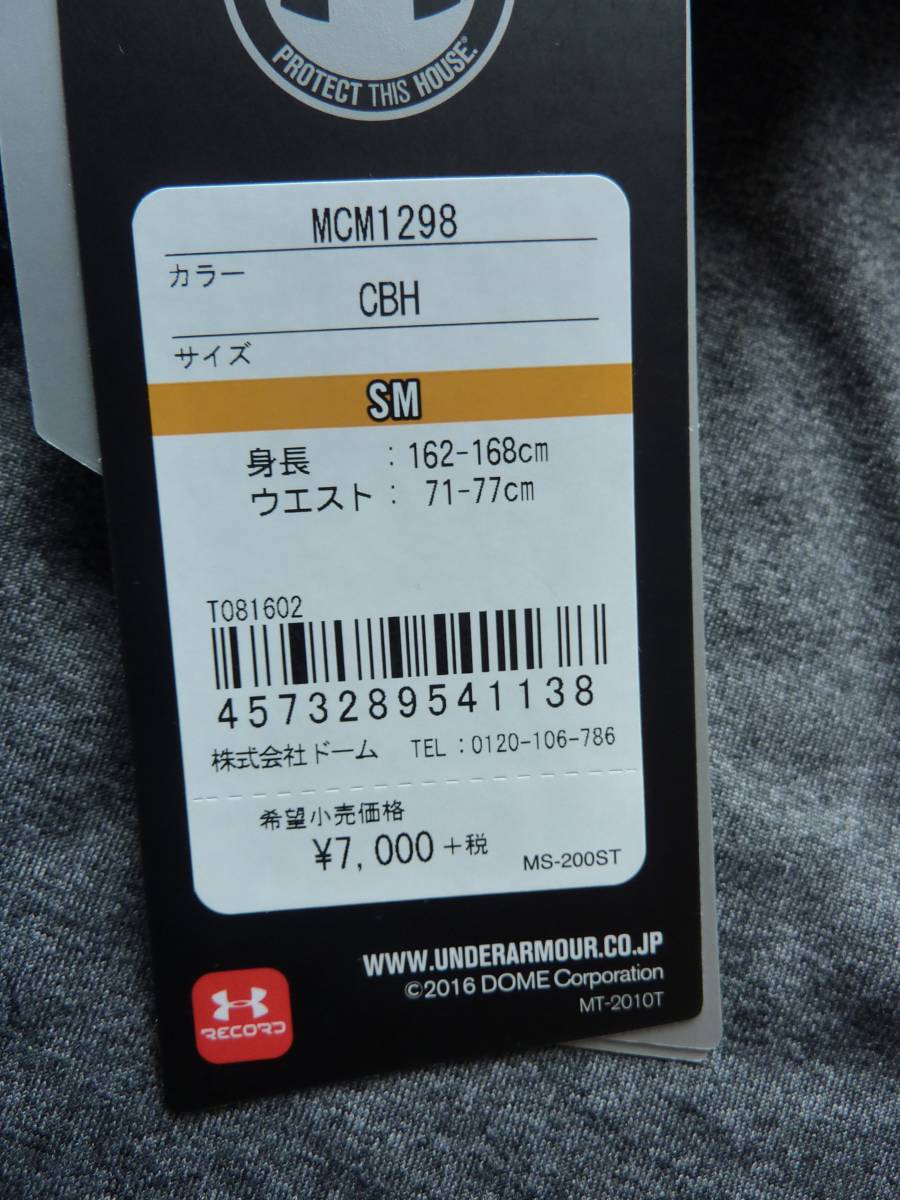 PROTECT THIS HOUSE.®
MCM1298
カラー
CBH
サイズ
SM
身長 : 162-168cm
ウエスト : 71-77cm
T081602
4573289541138
株式会社ドーム TEL : 0120-106-786
希望小売価格
¥7,000 +税
MS-200ST
WWW.UNDERARMOUR.CO.JP
©2016 DOME Corporation
MT-2010T
RECORD